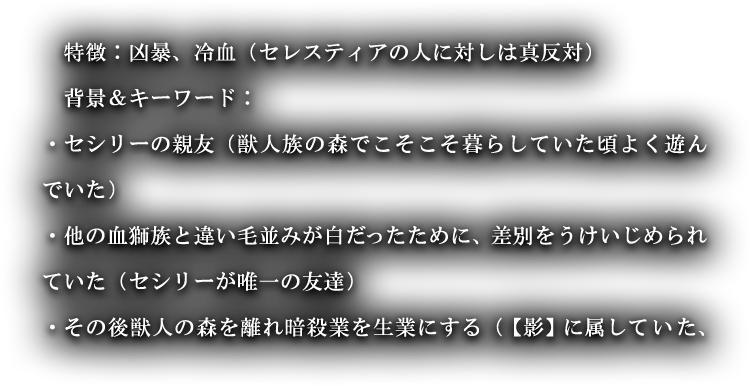 特徴：凶暴、冷血（セレスティアの人に対しは真反対）
背景＆キーワード：
・セシリーの親友（獣人族の森でこそこそ暮らしていた頃よく遊ん
でいた）
・他の血獅族と違い毛並みが白だったために、差別をうけいじめられ
ていた（セシリーが唯一の友達）
・その後獣人の森を離れ暗殺業を生業にする（【影】に属していた、